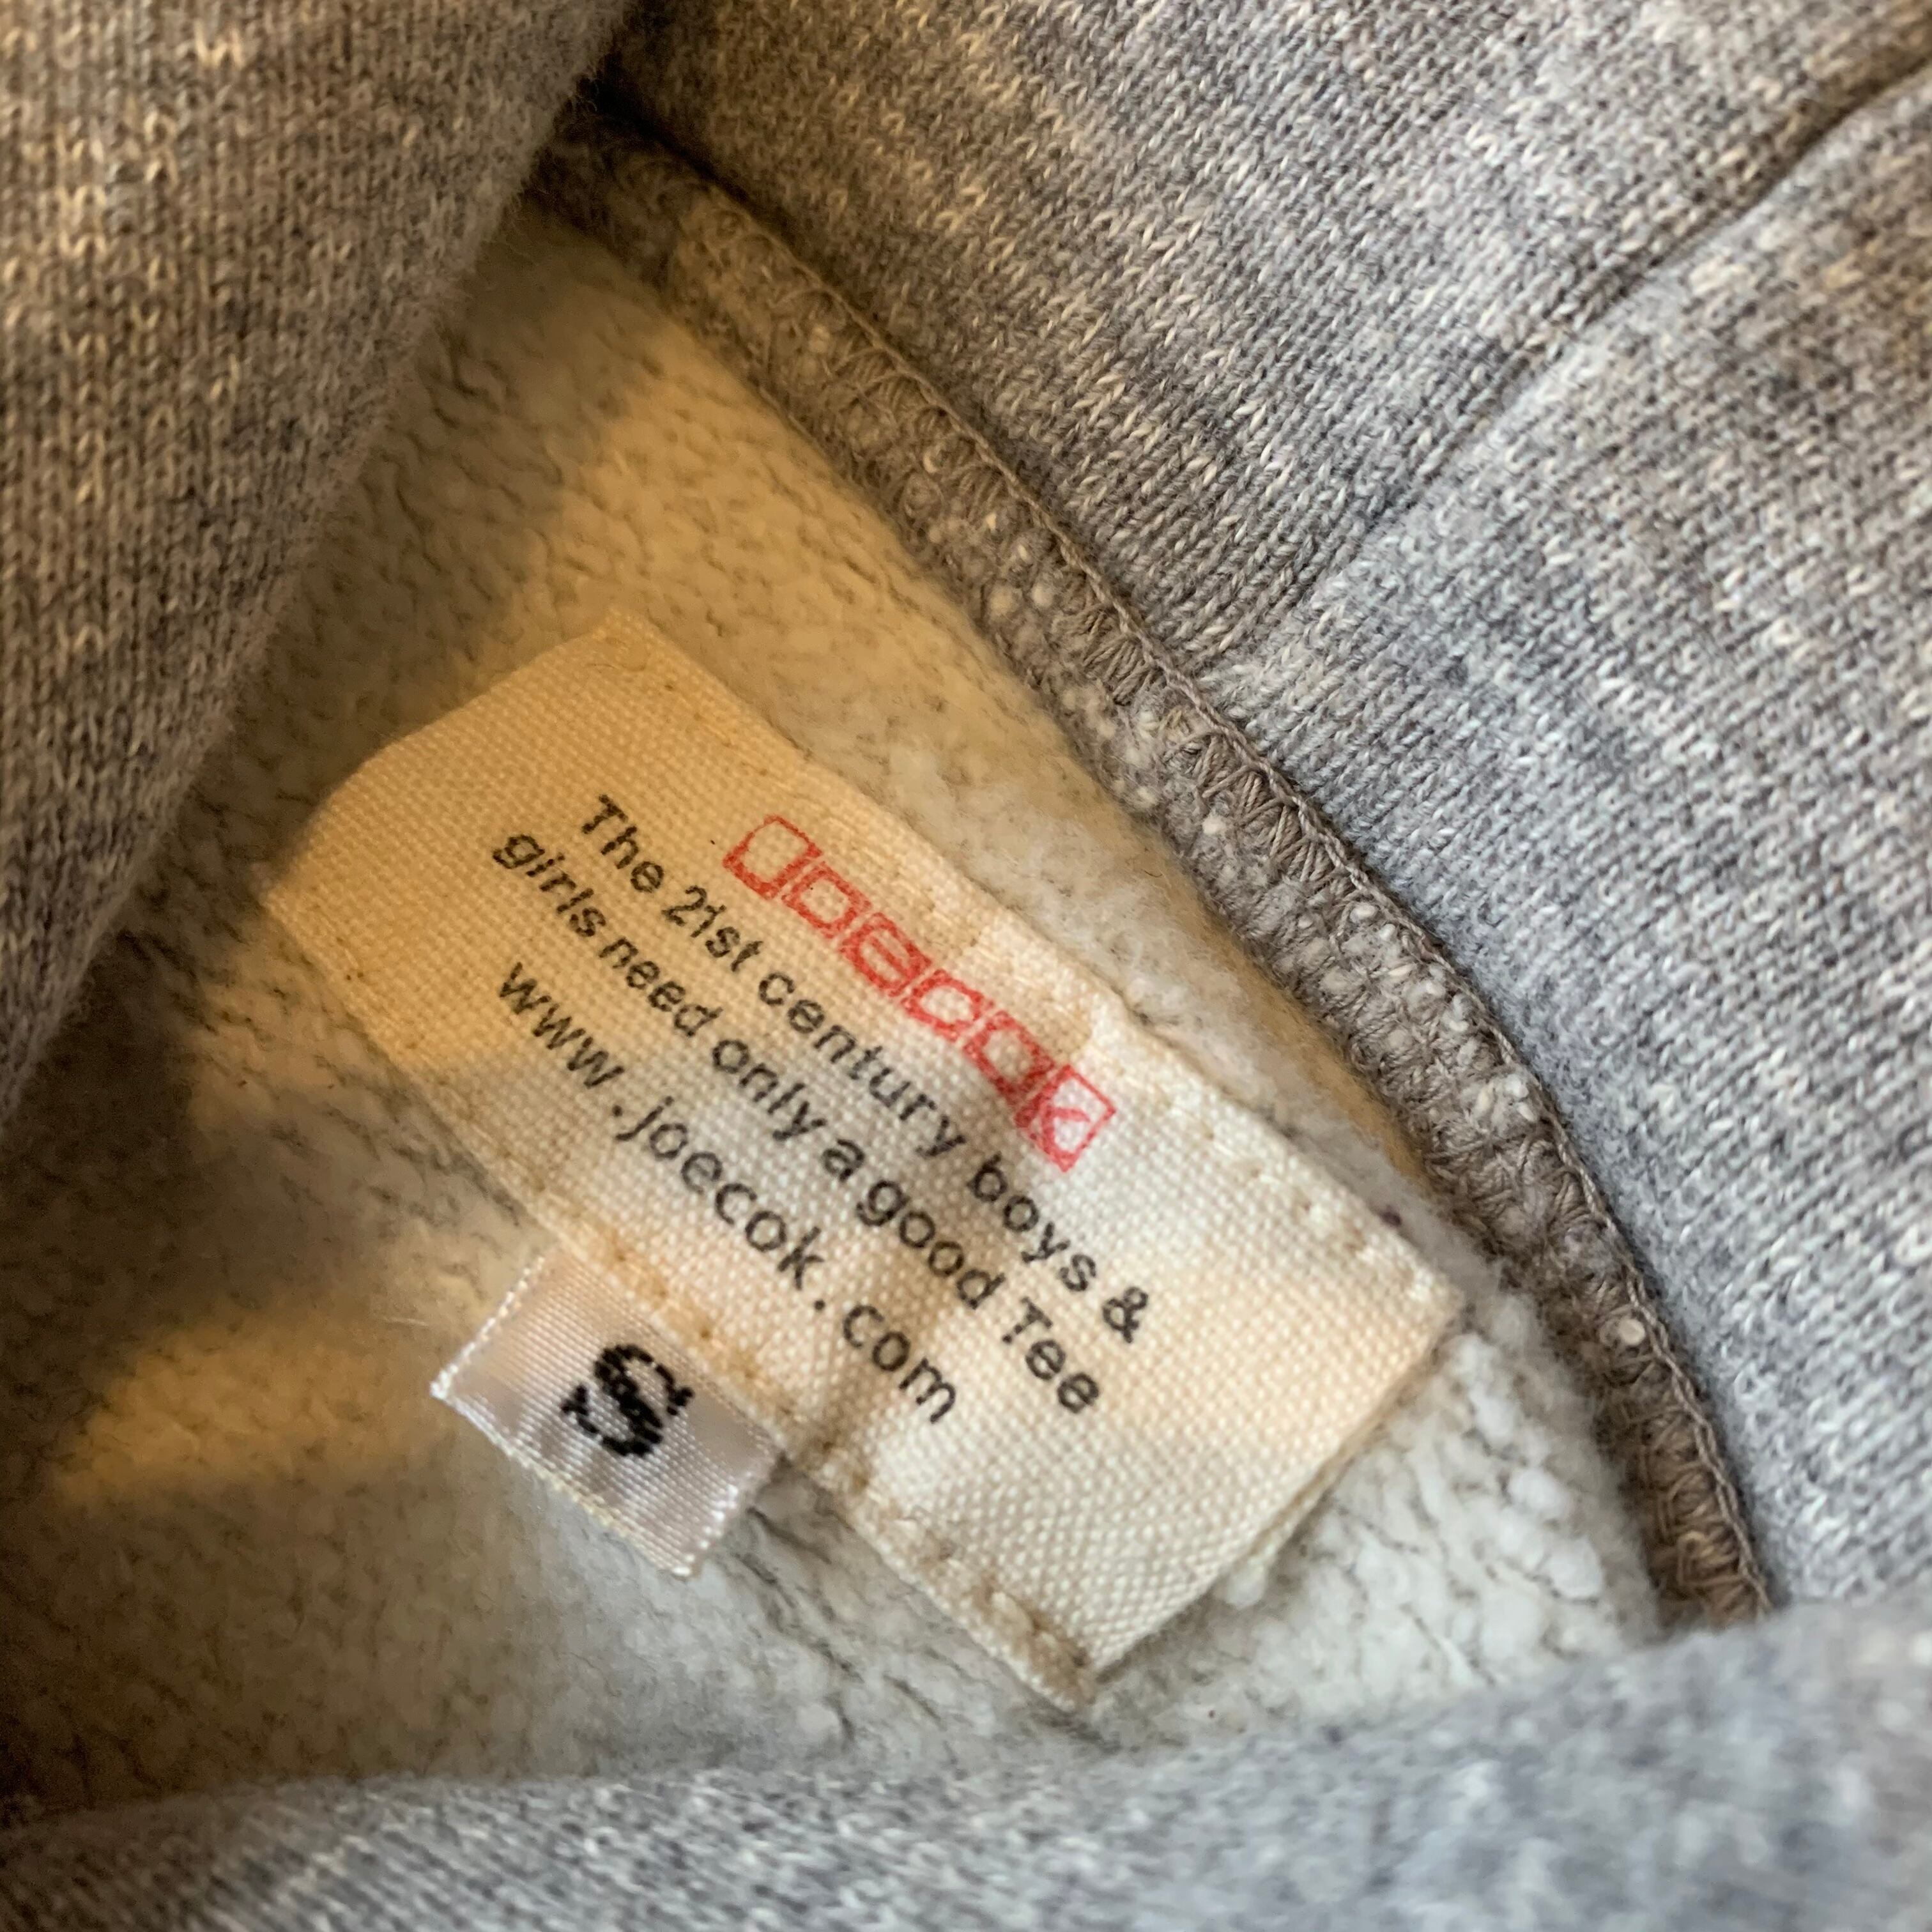 Joecok
The 21st century boys &
girls need only a good Tee
www.joecok.com
S